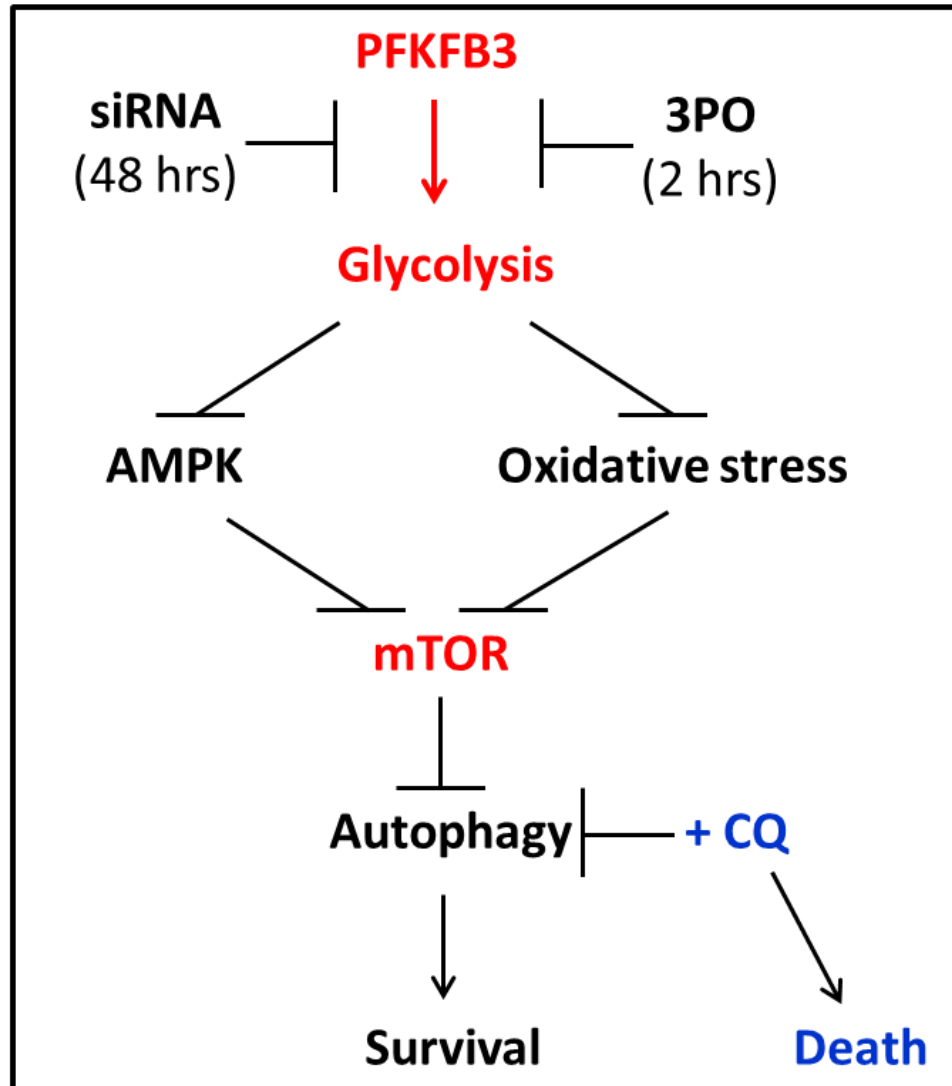 PFKFB3
siRNA
(48 hrs)
3PO
(2 hrs)
Glycolysis
AMPK
Oxidative stress
mTOR
Autophagy
+ CQ
Survival
Death